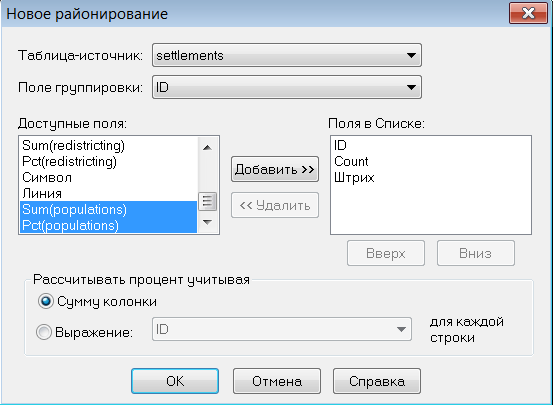 Новое районирование
Таблица-источник: settlements
Поле группировки: ID
Доступные поля:
Sum(redistricting)
Pct(redistricting)
Символ
Линия
Sum(populations)
Pct(populations)
Добавить >>
<< Удалить
Поля в Списке:
ID
Count
Штрих
Вверх
Вниз
Рассчитывать процент учитывая
Сумму колонки
Выражение: ID
для каждой
строки
OK
Отмена
Справка